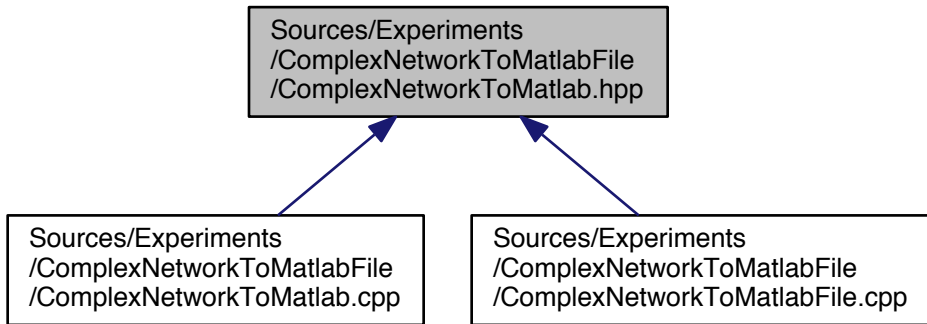 Sources/Experiments
/ComplexNetworkToMatlabFile
/ComplexNetworkToMatlab.hpp
Sources/Experiments
/ComplexNetworkToMatlabFile
/ComplexNetworkToMatlab.cpp
Sources/Experiments
/ComplexNetworkToMatlabFile
/ComplexNetworkToMatlabFile.cpp